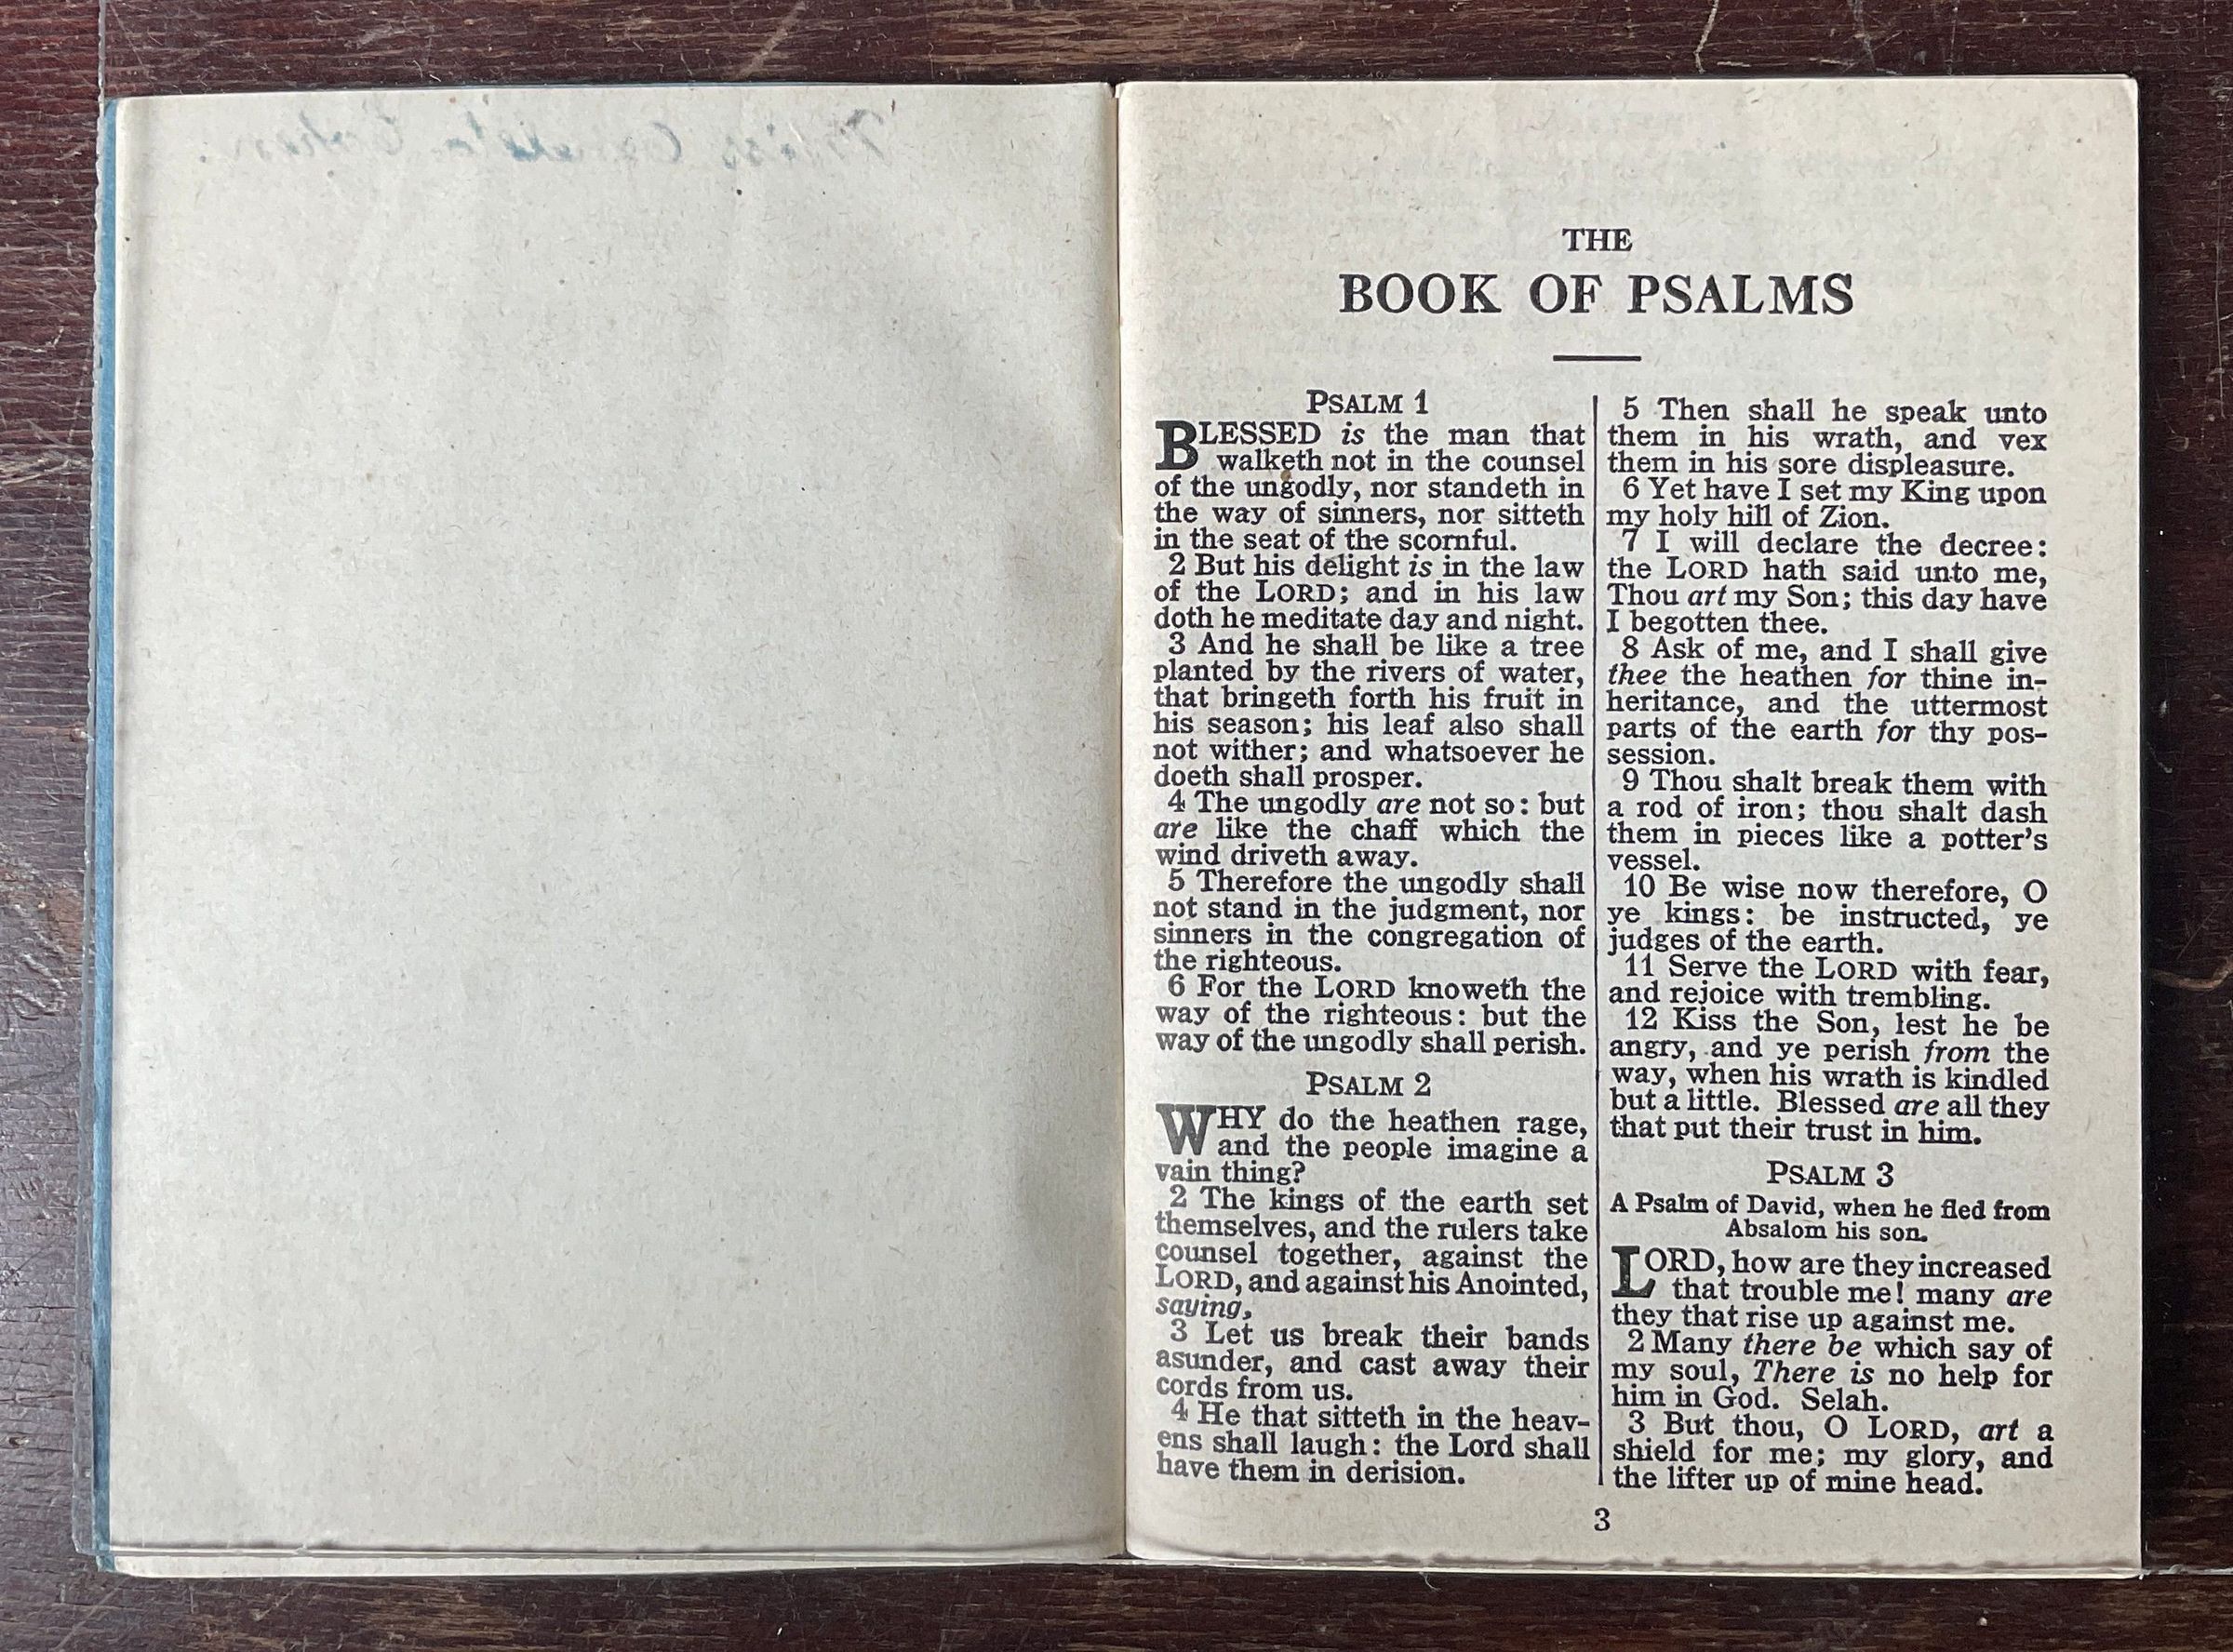 THE
BOOK OF PSALMS
PSALM 1
BLESSED is the man that
walketh not in the counsel
of the ungodly, nor standeth in
the way of sinners, nor sitteth
in the seat of the scornful.
2 But his delight is in the law
of the LORD; and in his law
doth he meditate day and night.
3 And he shall be like a tree
planted by the rivers of water,
that bringeth forth his fruit in
his season; his leaf also shall
not wither; and whatsoever he
doeth shall prosper.
4 The ungodly are not so: but
are like the chaff which the
wind driveth away.
5 Therefore the ungodly shall
not stand in the judgment, nor
sinners in the congregation of
the righteous.
6 For the LORD knoweth the
way of the righteous: but the
way of the ungodly shall perish.
PSALM 2
WHY do the heathen rage,
and the people imagine a
vain thing?
2 The kings of the earth set
themselves, and the rulers take
counsel together, against the
LORD, and against his Anointed,
saying,
3 Let us break their bands
asunder, and cast away their
cords from us.
4 He that sitteth in the heav-
ens shall laugh: the Lord shall
have them in derision.
5 Then shall he speak unto
them in his wrath, and vex
them in his sore displeasure.
6 Yet have I set my King upon
my holy hill of Zion.
7 I will declare the decree:
the LORD hath said unto me,
Thou art my Son; this day have
I begotten thee.
8 Ask of me, and I shall give
thee the heathen for thine in-
heritance, and the uttermost
parts of the earth for thy pos-
session.
9 Thou shalt break them with
a rod of iron; thou shalt dash
them in pieces like a potter's
vessel.
10 Be wise now therefore, O
ye kings: be instructed, ye
judges of the earth.
11 Serve the LORD with fear,
and rejoice with trembling.
12 Kiss the Son, lest he be
angry, and ye perish from the
way, when his wrath is kindled
but a little. Blessed are all they
that put their trust in him.
PSALM 3
A Psalm of David, when he fled from
Absalom his son.
LORD, how are they increased
that trouble me! many are
they that rise up against me.
2 Many there be which say of
my soul, There is no help for
him in God. Selah.
3 But thou, O LORD, art a
shield for me; my glory, and
the lifter up of mine head.
3